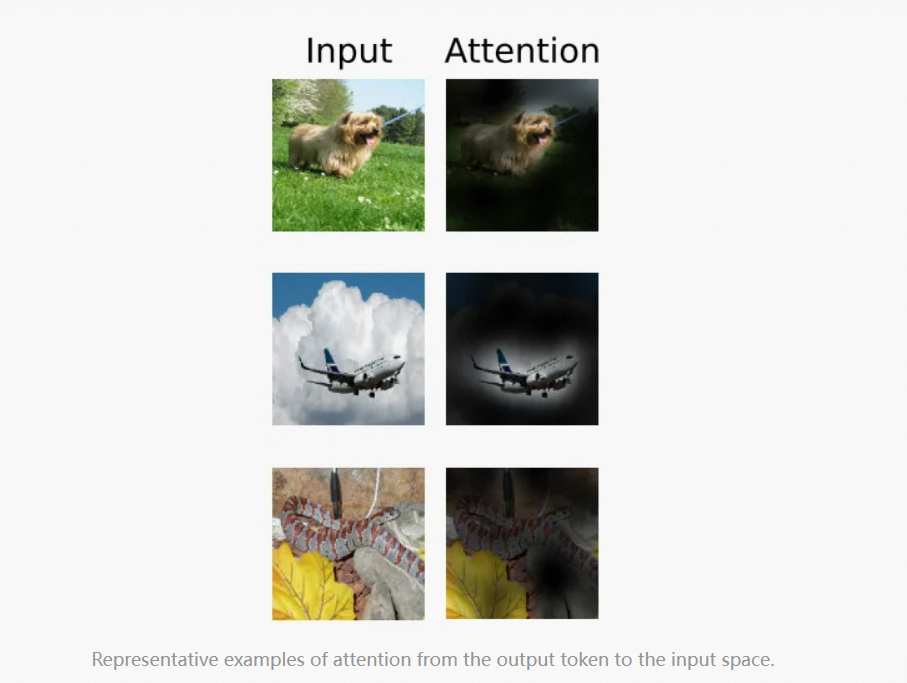 Input Attention
Representative examples of attention from the output token to the input space.